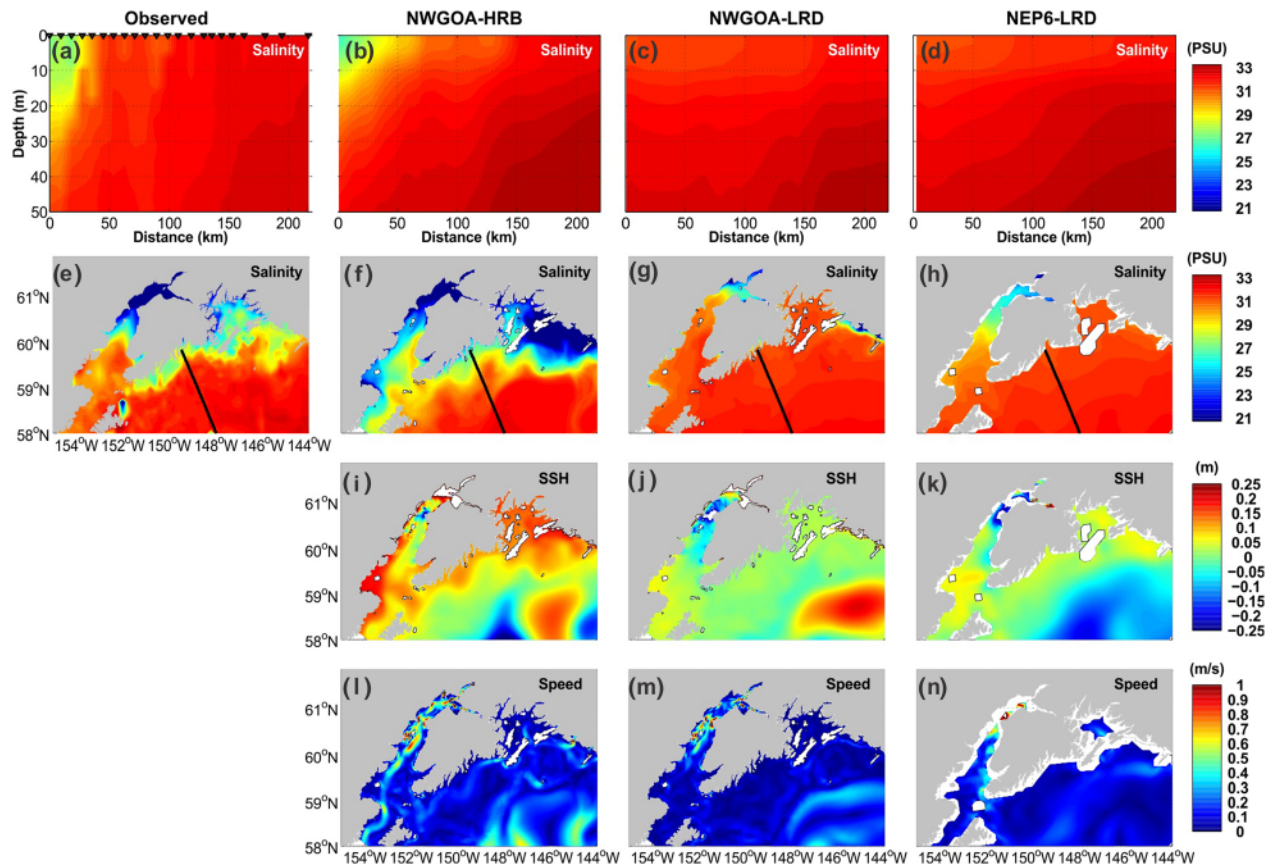 Observed NWGOA-HRB NWGOA-LRD NEP6-LRD
(a) Salinity (b) Salinity (c) Salinity (d) Salinity (PSU)
Depth (m)
0
10
20
30
40
50
33
31
29
27
25
23
21
0 50 100 150 200 0 50 100 150 200 0 50 100 150 200 0 50 100 150 200
Distance (km) Distance (km) Distance (km) Distance (km)
(e) Salinity (f) Salinity (g) Salinity (h) Salinity (PSU)
61°N
60°N
59°N
58°N
33
31
29
27
25
23
21
154°W 152°W 150°W 148°W 146°W 144°W
(i) SSH (j) SSH (k) SSH (m)
61°N
60°N
59°N
58°N
0.25
0.2
0.15
0.1
0.05
0
−0.05
−0.1
−0.15
−0.2
−0.25
(l) Speed (m) Speed (n) Speed (m/s)
61°N
60°N
59°N
58°N
1
0.9
0.8
0.7
0.6
0.5
0.4
0.3
0.2
0.1
0
154°W 152°W 150°W 148°W 146°W 144°W 154°W 152°W 150°W 148°W 146°W 144°W 154°W 152°W 150°W 148°W 146°W 144°W